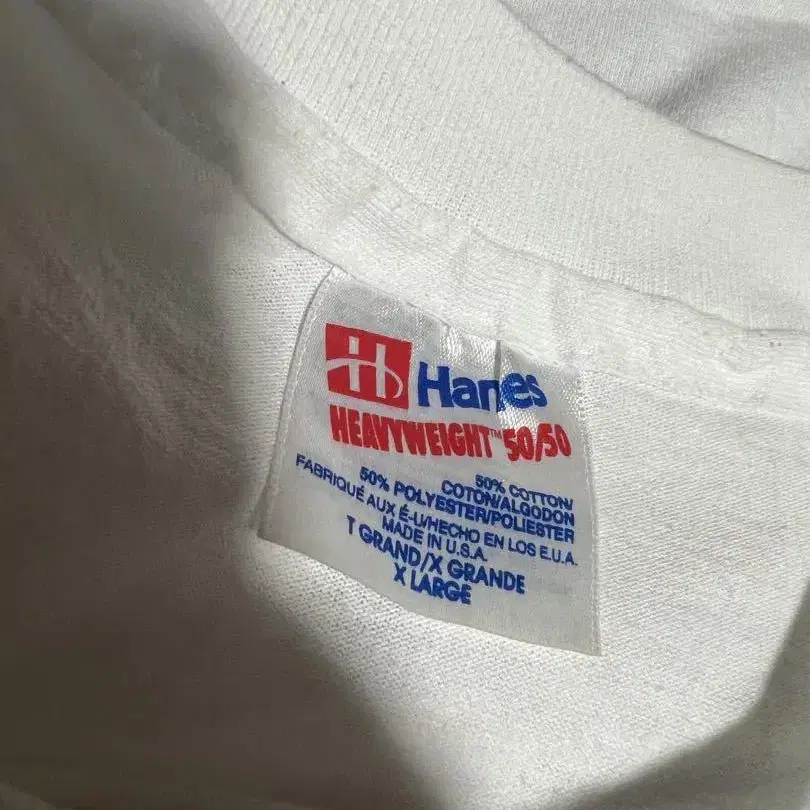 H Hanes
HEAVYWEIGHT™ 50/50
50% COTTON/
COTON/ALGODON
50% POLYESTER/POLIESTER
FABRIQUÉ AUX É-U/HECHO EN LOS E.U.A.
MADE IN U.S.A.
T GRAND/X GRANDE
X LARGE